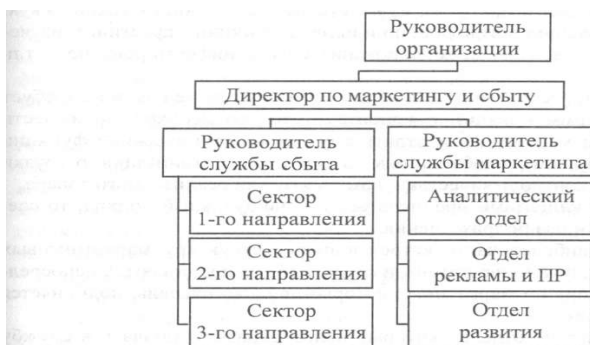 Руководитель
организации
Директор по маркетингу и сбыту
Руководитель
службы сбыта
Руководитель
службы маркетинга
Сектор
1-го направления
Аналитический
отдел
Сектор
2-го направления
Отдел
рекламы и ПР
Сектор
3-го направления
Отдел
развития